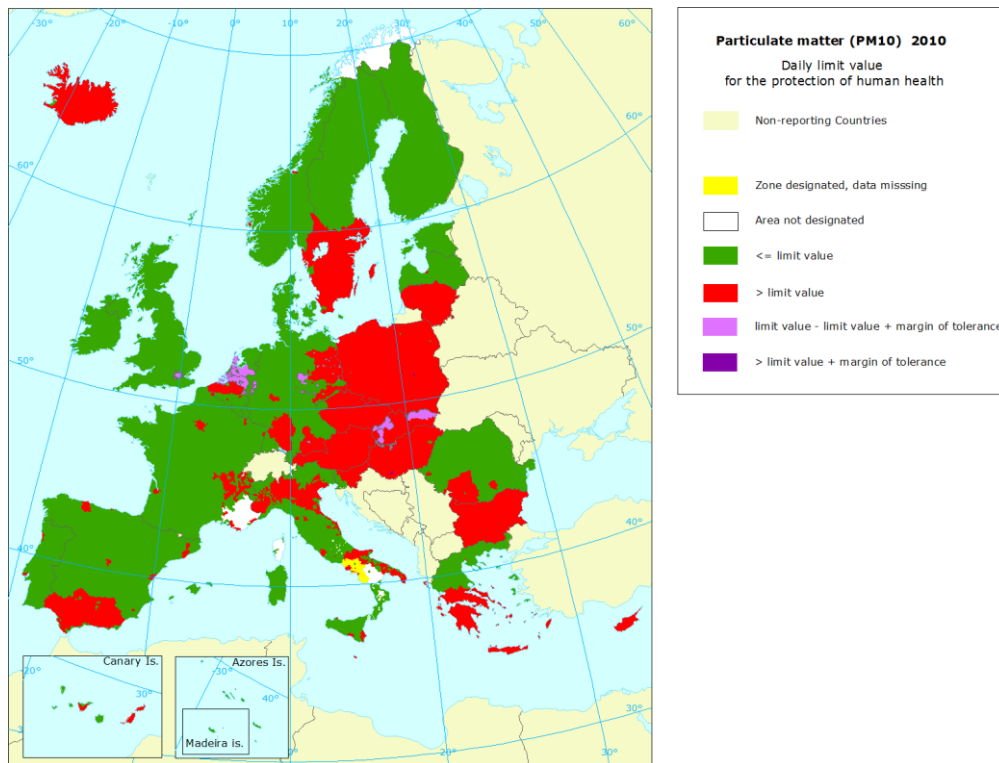 -30°
-20°
-10°
0°
10°
20°
30°
40°
50°
60°
60°
60°
50°
50°
40°
40°
30°
Canary Is.
-20°
30°
Azores Is.
-30°
40°
Madeira is.
0°
10°
20°
30°
Particulate matter (PM10) 2010
Daily limit value
for the protection of human health
Non-reporting Countries
Zone designated, data misssing
Area not designated
<= limit value
> limit value
limit value - limit value + margin of tolerance
> limit value + margin of tolerance